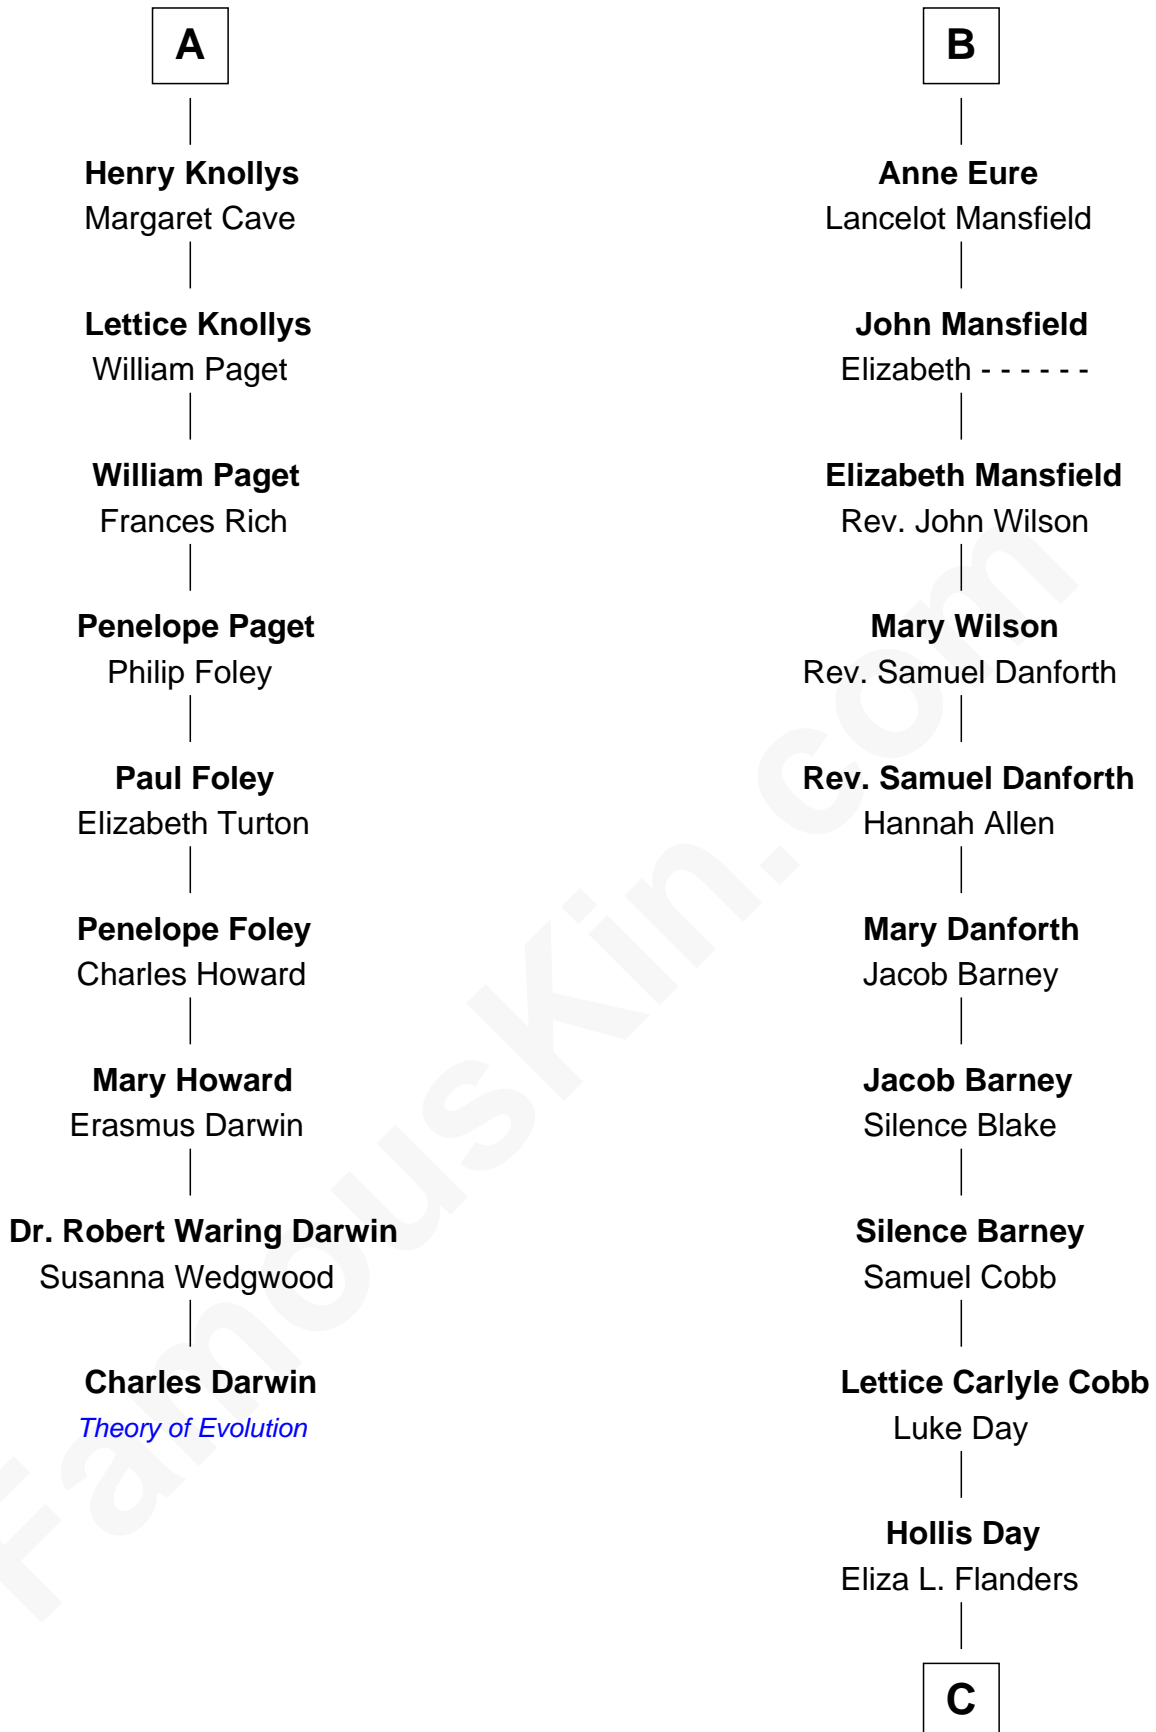 A
Henry Knollys
Margaret Cave
Lettice Knollys
William Paget
William Paget
Frances Rich
Penelope Paget
Philip Foley
Paul Foley
Elizabeth Turton
Penelope Foley
Charles Howard
Mary Howard
Erasmus Darwin
Dr. Robert Waring Darwin
Susanna Wedgwood
Charles Darwin
Theory of Evolution
B
Anne Eure
Lancelot Mansfield
John Mansfield
Elizabeth - - - - - -
Elizabeth Mansfield
Rev. John Wilson
Mary Wilson
Rev. Samuel Danforth
Rev. Samuel Danforth
Hannah Allen
Mary Danforth
Jacob Barney
Jacob Barney
Silence Blake
Silence Barney
Samuel Cobb
Lettice Carlyle Cobb
Luke Day
Hollis Day
Eliza L. Flanders
C
FamousKin.com